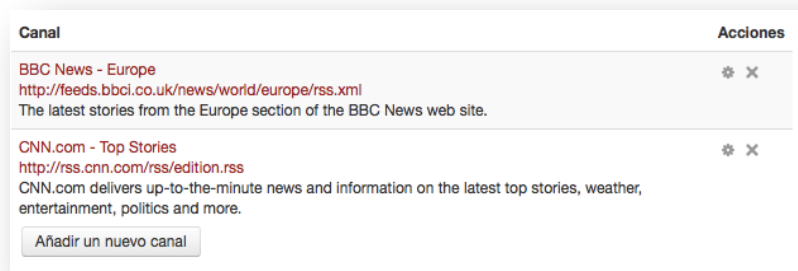 Canal Acciones
BBC News - Europe
http://feeds.bbci.co.uk/news/world/europe/rss.xml
The latest stories from the Europe section of the BBC News web site.
CNN.com - Top Stories
http://rss.cnn.com/rss/edition.rss
CNN.com delivers up-to-the-minute news and information on the latest top stories, weather,
entertainment, politics and more.
Añadir un nuevo canal